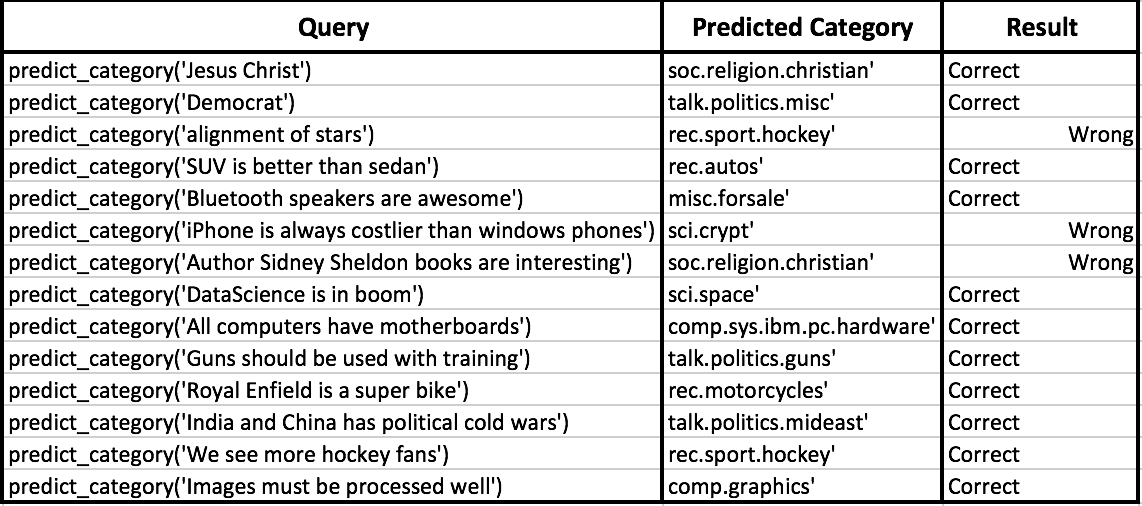 Query Predicted Category Result
predict_category('Jesus Christ') soc.religion.christian' Correct
predict_category('Democrat') talk.politics.misc' Correct
predict_category('alignment of stars') rec.sport.hockey' Wrong
predict_category('SUV is better than sedan') rec.autos' Correct
predict_category('Bluetooth speakers are awesome') misc.forsale' Correct
predict_category('iPhone is always costlier than windows phones') sci.crypt' Wrong
predict_category('Author Sidney Sheldon books are interesting') soc.religion.christian' Wrong
predict_category('DataScience is in boom') sci.space' Correct
predict_category('All computers have motherboards') comp.sys.ibm.pc.hardware' Correct
predict_category('Guns should be used with training') talk.politics.guns' Correct
predict_category('Royal Enfield is a super bike') rec.motorcycles' Correct
predict_category('India and China has political cold wars') talk.politics.mideast' Correct
predict_category('We see more hockey fans') rec.sport.hockey' Correct
predict_category('Images must be processed well') comp.graphics' Correct